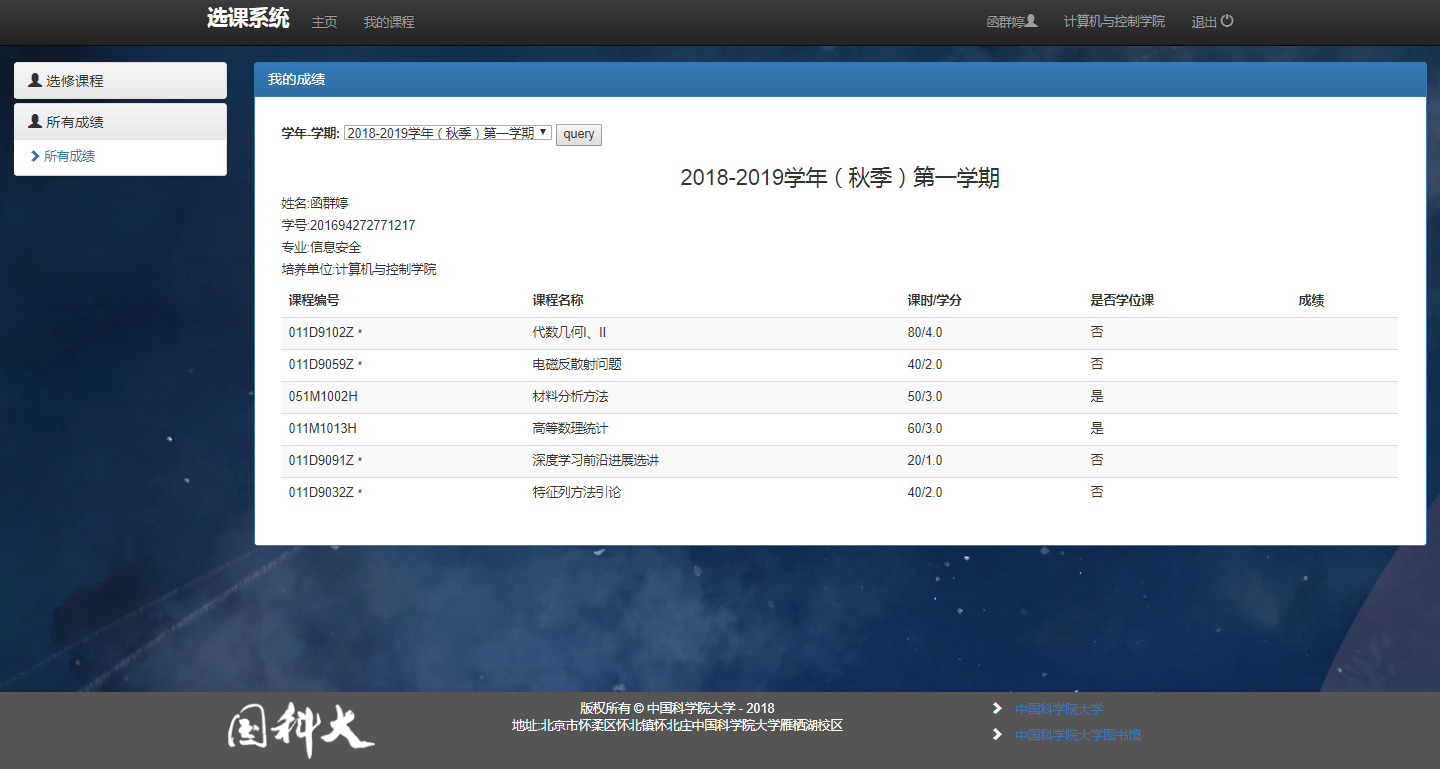 选课系统 主页 我的课程 函群婷 计算机与控制学院 退出
选修课程
所有成绩
所有成绩
我的成绩
学年-学期: 2018-2019学年（秋季）第一学期 query
2018-2019学年（秋季）第一学期
姓名:函群婷
学号:201694272771217
专业:信息安全
培养单位:计算机与控制学院
课程编号 课程名称 课时/学分 是否学位课 成绩
011D9102Z * 代数几何I、II 80/4.0 否
011D9059Z * 电磁反散射问题 40/2.0 否
051M1002H 材料分析方法 50/3.0 是
011M1013H 高等数理统计 60/3.0 是
011D9091Z * 深度学习前沿进展选讲 20/1.0 否
011D9032Z * 特征列方法引论 40/2.0 否
国科大
版权所有 © 中国科学院大学 - 2018
地址:北京市怀柔区怀北镇怀北庄中国科学院大学雁栖湖校区
中国科学院大学
中国科学院大学图书馆